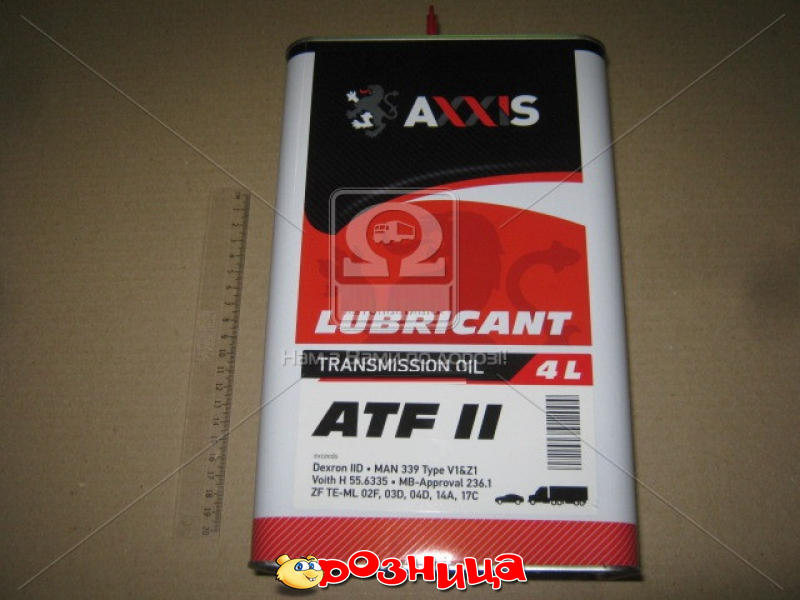 AXXIS
LUBRICANT
Нам з Вами по дорозі!
TRANSMISSION OIL 4 L
ATF II
exceeds
Dexron IID • MAN 339 Type V1&Z1
Voith H 55.6335 • MB-Approval 236.1
ZF TE-ML 02F, 03D, 04D, 14A, 17C
розница